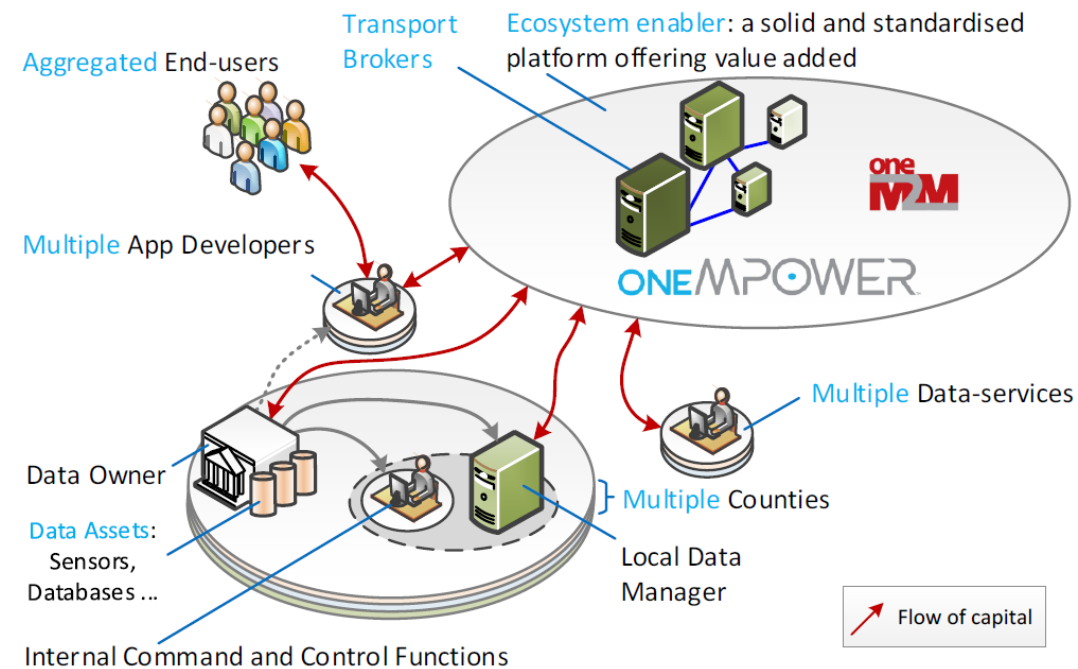 Transport
Brokers
Ecosystem enabler: a solid and standardised
platform offering value added
Aggregated End-users
one
M2M
Multiple App Developers
ONEMPOWER™
Multiple Data-services
Data Owner
Multiple Counties
Data Assets:
Sensors,
Databases ...
Local Data
Manager
Flow of capital
Internal Command and Control Functions